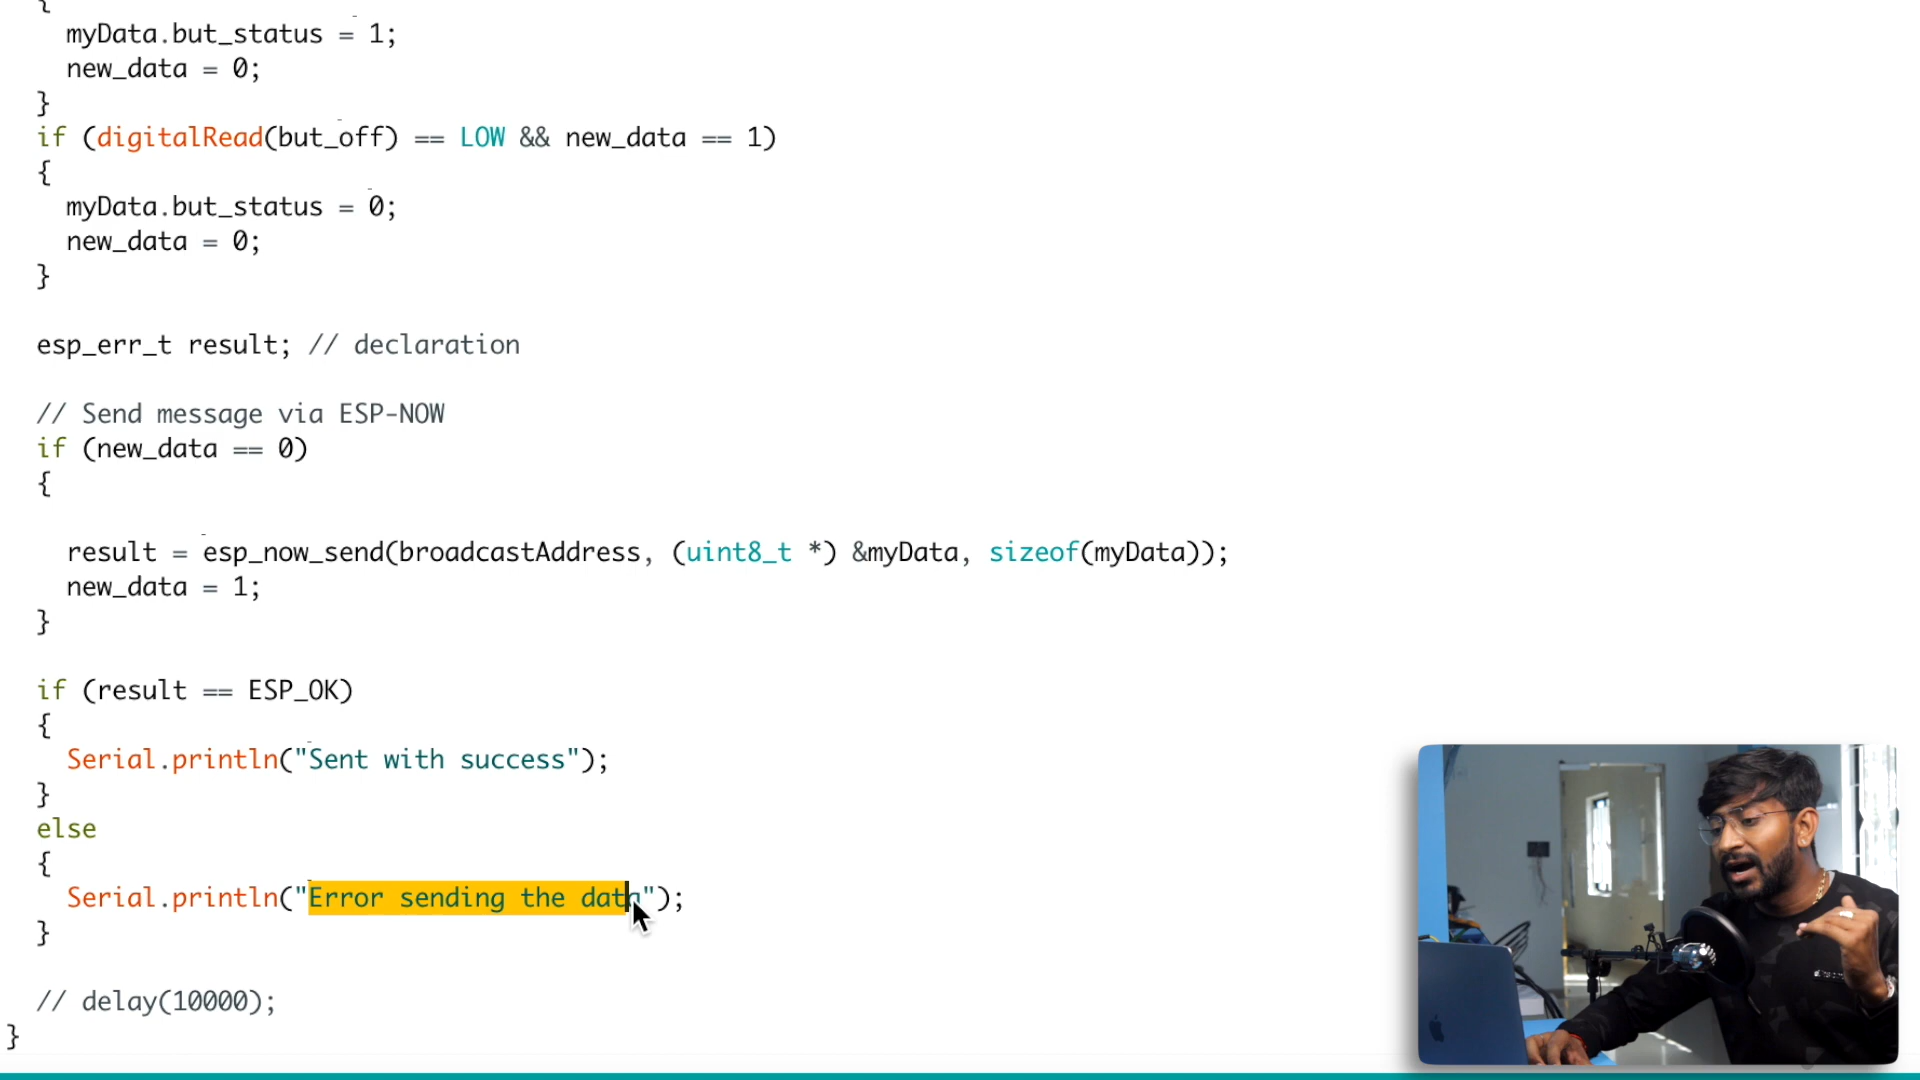 {
myData.but_status = 1;
new_data = 0;
}
if (digitalRead(but_off) == LOW && new_data == 1)
{
myData.but_status = 0;
new_data = 0;
}
esp_err_t result; // declaration
// Send message via ESP-NOW
if (new_data == 0)
{
result = esp_now_send(broadcastAddress, (uint8_t *) &myData, sizeof(myData));
new_data = 1;
}
if (result == ESP_OK)
{
Serial.println("Sent with success");
}
else
{
Serial.println("Error sending the data");
}
// delay(10000);
}